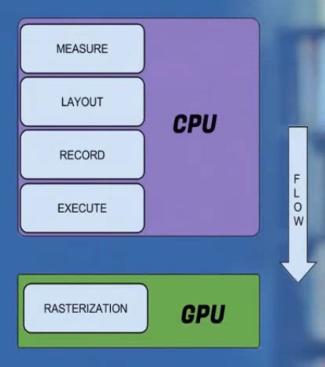 MEASURE
LAYOUT
CPU
RECORD
EXECUTE
FLOW
RASTERIZATION
GPU